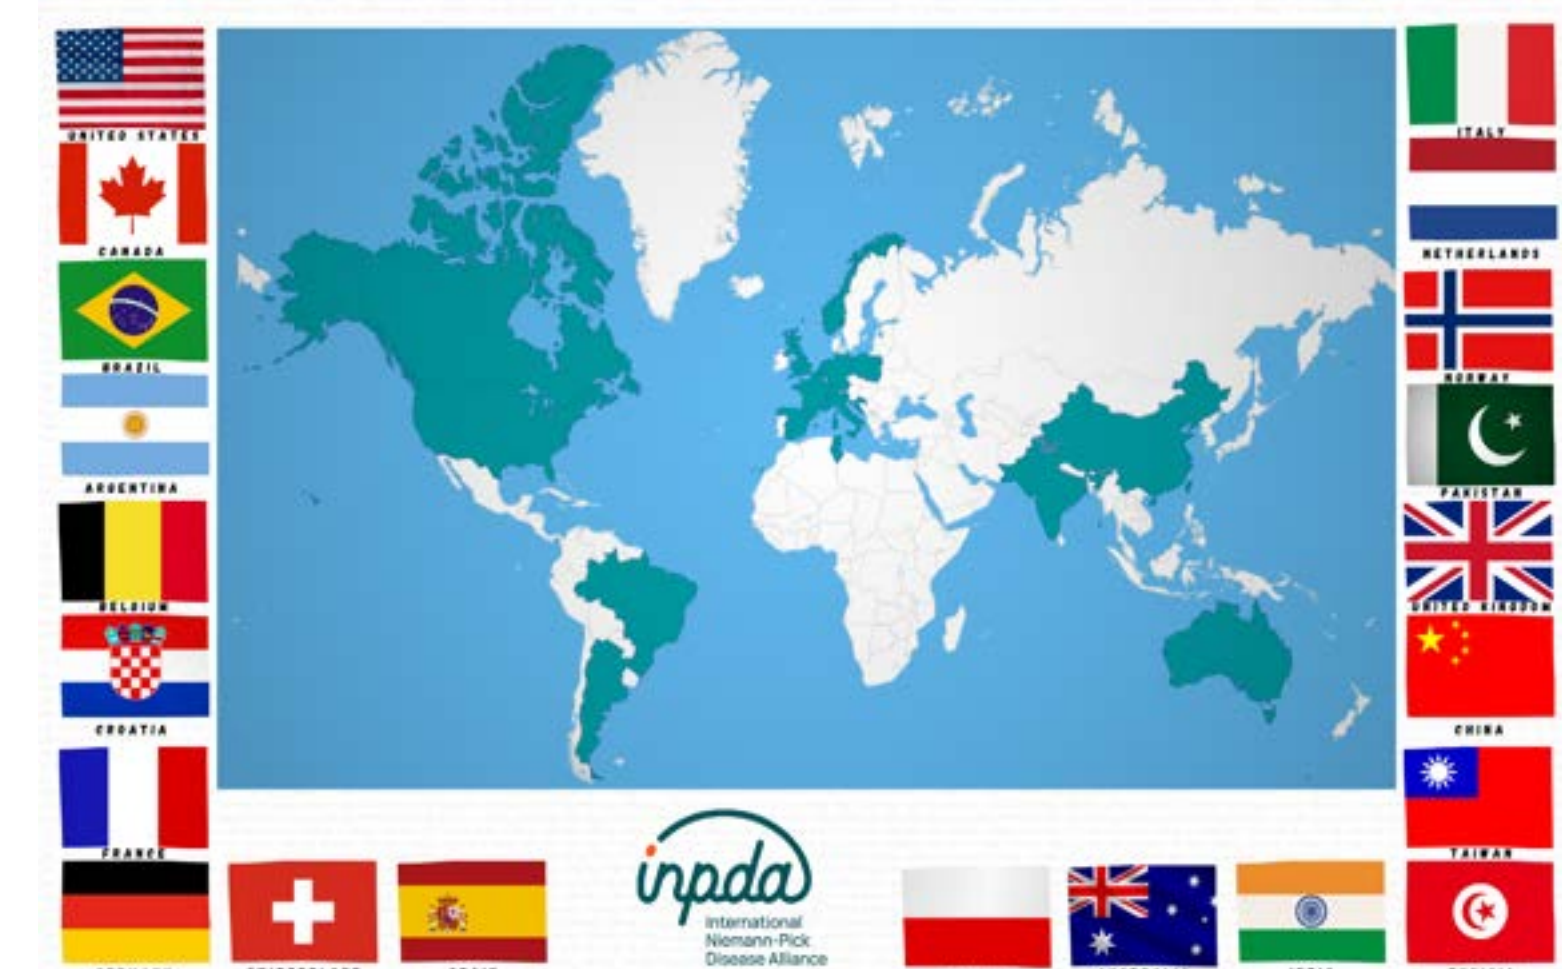 UNITED STATES
CANADA
BRAZIL
ARGENTINA
BELGIUM
CROATIA
FRANCE
ITALY
NETHERLANDS
NORWAY
PAKISTAN
UNITED KINGDOM
CHINA
TAIWAN
inpda
International
Niemann-Pick
Disease Alliance